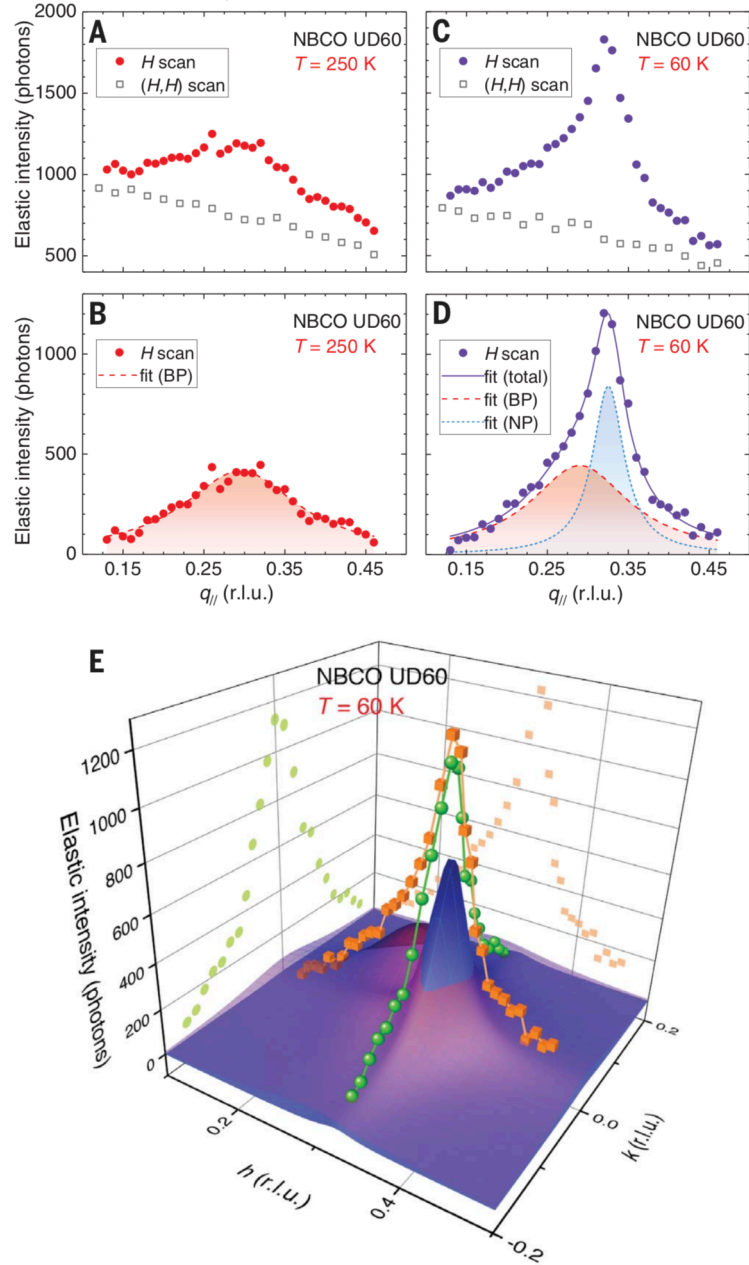 A
NBCO UD60
T = 250 K
H scan
(H,H) scan
Elastic intensity (photons)
2000
1500
1000
500
C
NBCO UD60
T = 60 K
H scan
(H,H) scan
B
NBCO UD60
T = 250 K
H scan
fit (BP)
Elastic intensity (photons)
1000
500
0
0.15
0.25
0.35
0.45
q// (r.l.u.)
D
NBCO UD60
T = 60 K
H scan
fit (total)
fit (BP)
fit (NP)
0.15
0.25
0.35
0.45
q// (r.l.u.)
E
NBCO UD60
T = 60 K
Elastic intensity (photons)
1200
1000
800
600
400
200
0
0.2
0.4
h (r.l.u.)
0.2
0.0
-0.2
k (r.l.u.)